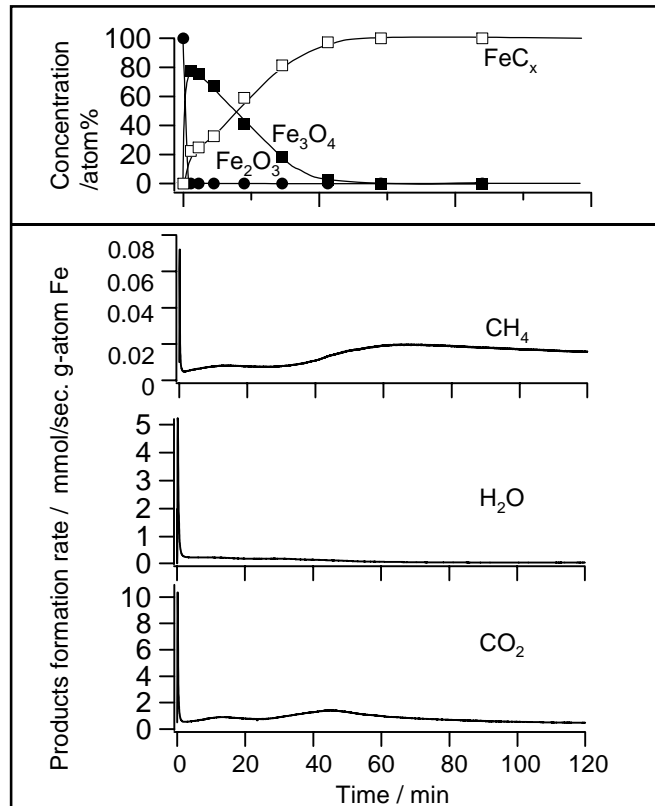 Concentration
/atom%
100
80
60
40
20
0
FeCₓ
Fe₃O₄
Fe₂O₃
Products formation rate / mmol/sec. g-atom Fe
0.08
0.06
0.04
0.02
0
CH₄
5
4
3
2
1
0
H₂O
10
8
6
4
2
0
CO₂
0 20 40 60 80 100 120
Time / min